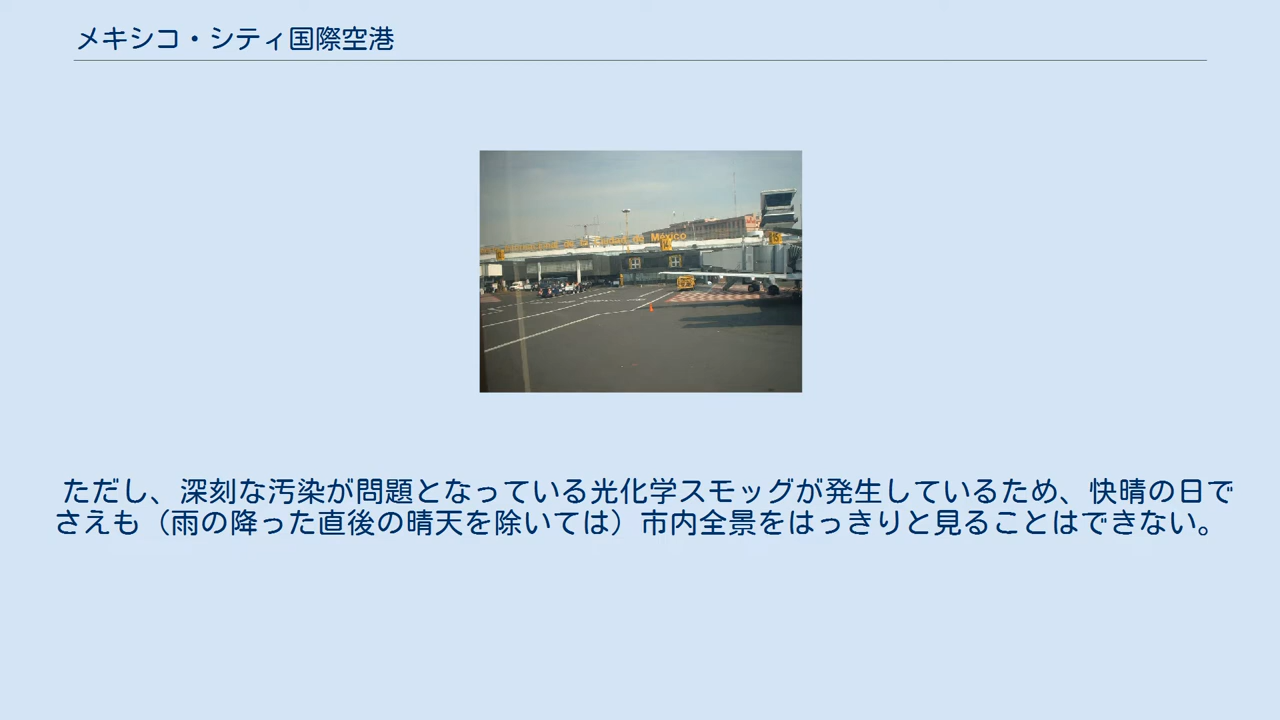 メキシコ・シティ国際空港
de México
15
ただし、深刻な汚染が問題となっている光化学スモッグが発生しているため、快晴の日で
さえも（雨の降った直後の晴天を除いては）市内全景をはっきりと見ることはできない。